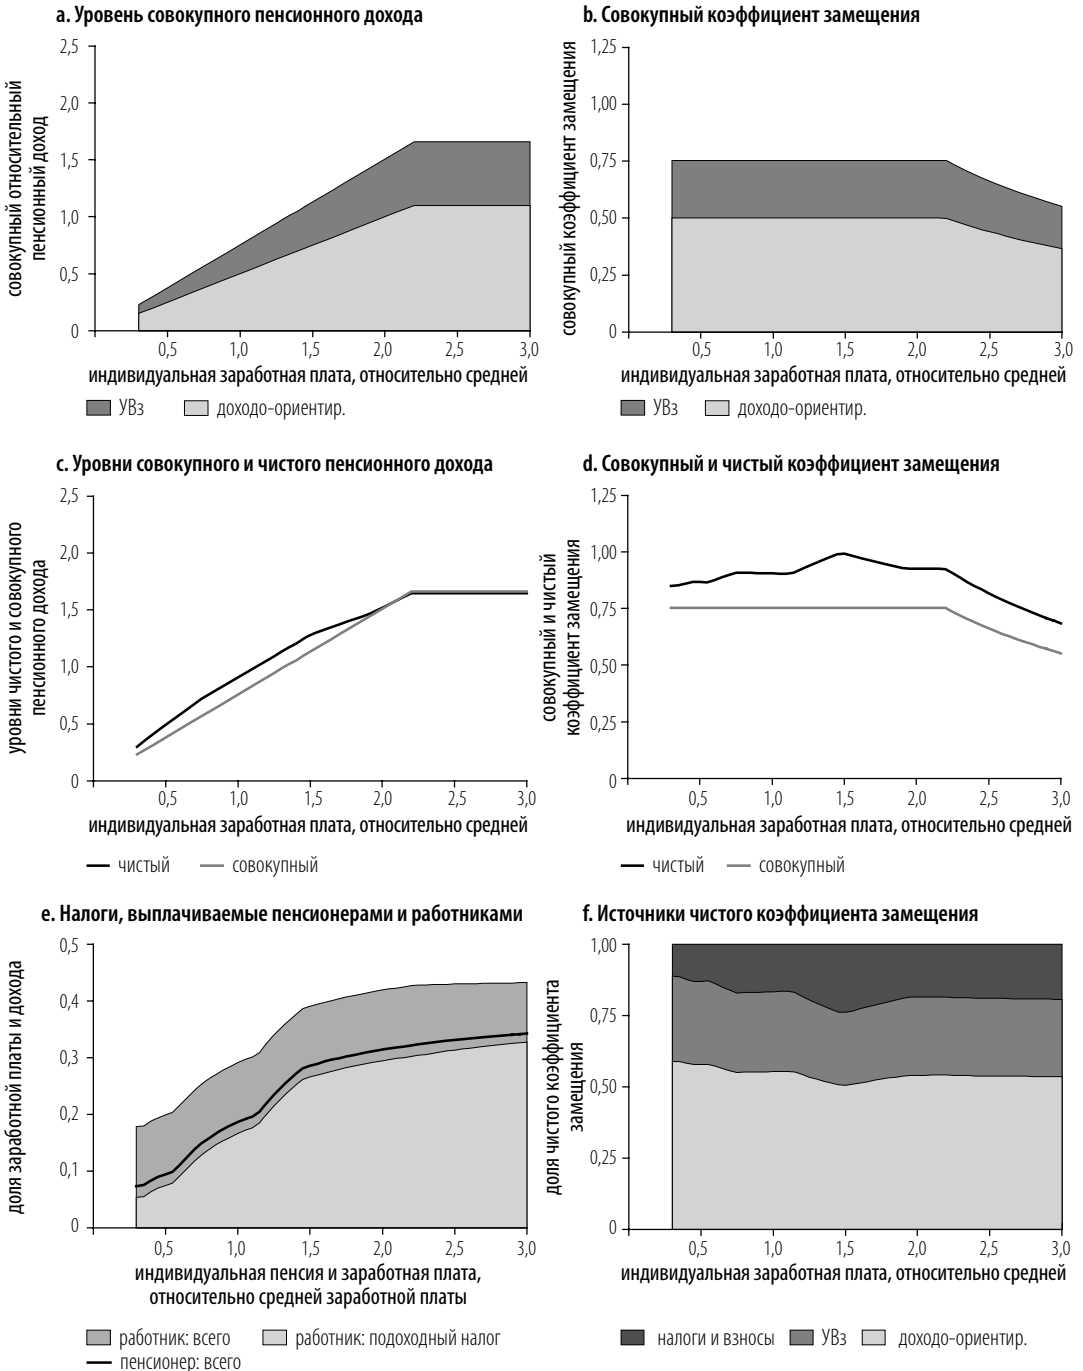 a. Уровень совокупного пенсионного дохода
совокупный относительный
пенсионный доход
2,5
2,0
1,5
1,0
0,5
0
0,5 1,0 1,5 2,0 2,5 3,0
индивидуальная заработная плата, относительно средней
УВз доходо-ориентир.
b. Совокупный коэффициент замещения
совокупный коэффициент замещения
1,25
1,00
0,75
0,50
0,25
0
0,5 1,0 1,5 2,0 2,5 3,0
индивидуальная заработная плата, относительно средней
УВз доходо-ориентир.
c. Уровни совокупного и чистого пенсионного дохода
уровни чистого и совокупного
пенсионного дохода
2,5
2,0
1,5
1,0
0,5
0
0,5 1,0 1,5 2,0 2,5 3,0
индивидуальная заработная плата, относительно средней
чистый совокупный
d. Совокупный и чистый коэффициент замещения
совокупный и чистый
коэффициент замещения
1,25
1,00
0,75
0,50
0,25
0
0,5 1,0 1,5 2,0 2,5 3,0
индивидуальная заработная плата, относительно средней
чистый совокупный
e. Налоги, выплачиваемые пенсионерами и работниками
доля заработной платы и дохода
0,5
0,4
0,3
0,2
0,1
0
0,5 1,0 1,5 2,0 2,5 3,0
индивидуальная пенсия и заработная плата,
относительно средней заработной платы
работник: всего работник: подоходный налог
пенсионер: всего
f. Источники чистого коэффициента замещения
доля чистого коэффициента
замещения
1,00
0,75
0,50
0,25
0
0,5 1,0 1,5 2,0 2,5 3,0
индивидуальная заработная плата, относительно средней
налоги и взносы УВз доходо-ориентир.